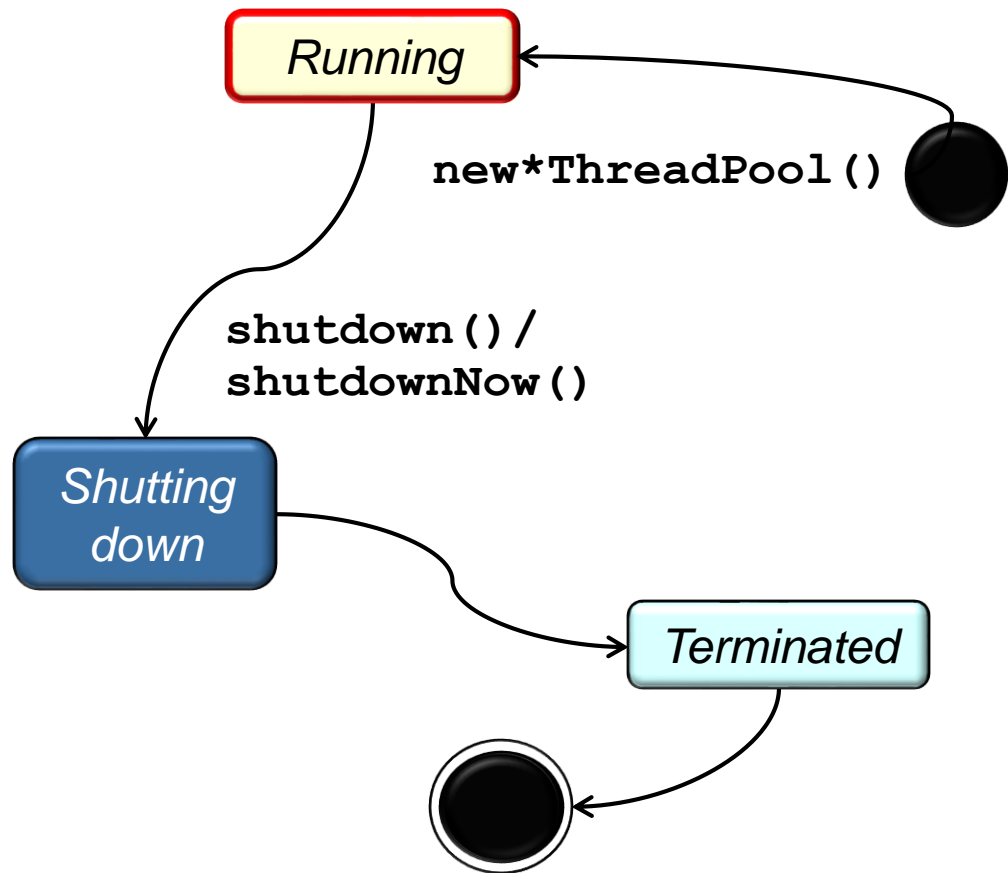 Running
new*ThreadPool()
shutdown()/
shutdownNow()
Shutting
down
Terminated